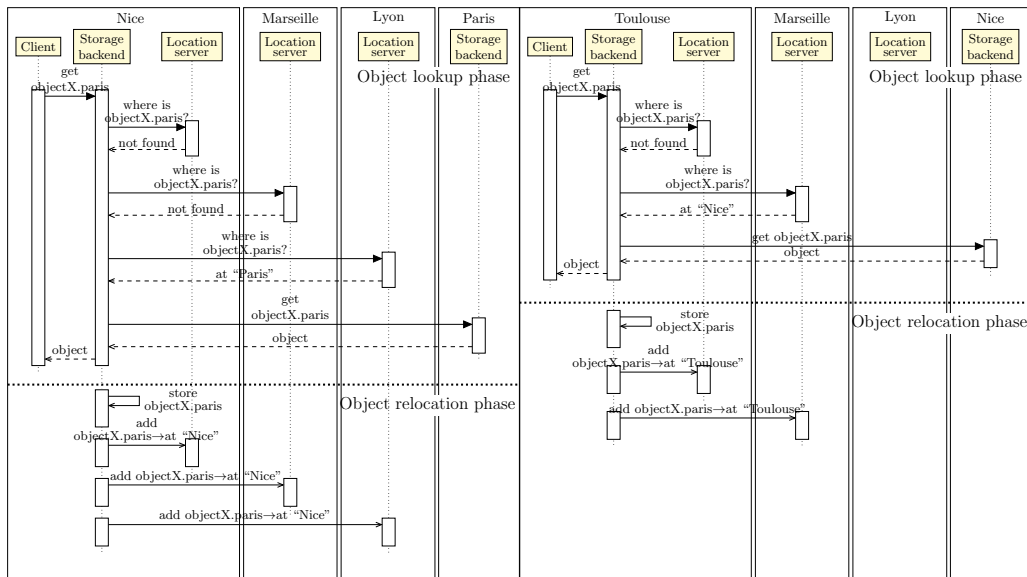 Nice
Marseille
Lyon
Paris
Client
Storage
backend
Location
server
Location
server
Location
server
Storage
backend
Object lookup phase
get
objectX.paris
where is
objectX.paris?
not found
where is
objectX.paris?
not found
where is
objectX.paris?
at “Paris”
get
objectX.paris
object
object
Object relocation phase
store
objectX.paris
add
objectX.paris→at “Nice”
add objectX.paris→at “Nice”
add objectX.paris→at “Nice”
Toulouse
Marseille
Lyon
Nice
Client
Storage
backend
Location
server
Location
server
Location
server
Storage
backend
Object lookup phase
get
objectX.paris
where is
objectX.paris?
not found
where is
objectX.paris?
at “Nice”
get objectX.paris
object
object
Object relocation phase
store
objectX.paris
add
objectX.paris→at “Toulouse”
add objectX.paris→at “Toulouse”